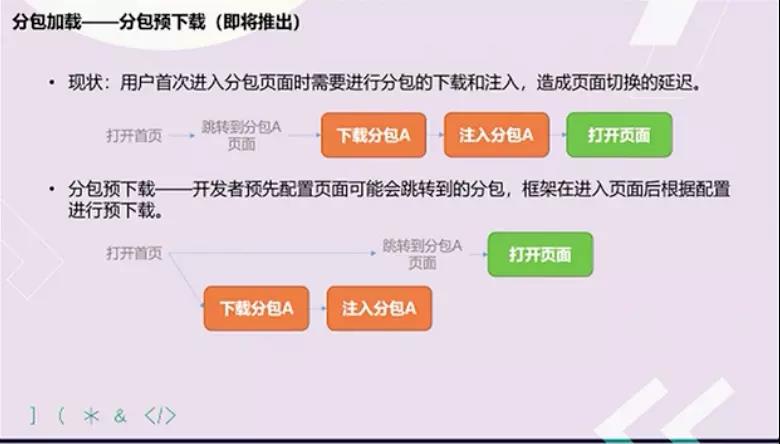 分包加载——分包预下载（即将推出）
• 现状：用户首次进入分包页面时需要进行分包的下载和注入，造成页面切换的延迟。
打开首页
跳转到分包A
页面
下载分包A
注入分包A
打开页面
• 分包预下载——开发者预先配置页面可能会跳转到的分包，框架在进入页面后根据配置
进行预下载。
打开首页
跳转到分包A
页面
打开页面
下载分包A
注入分包A
] ( * & </>